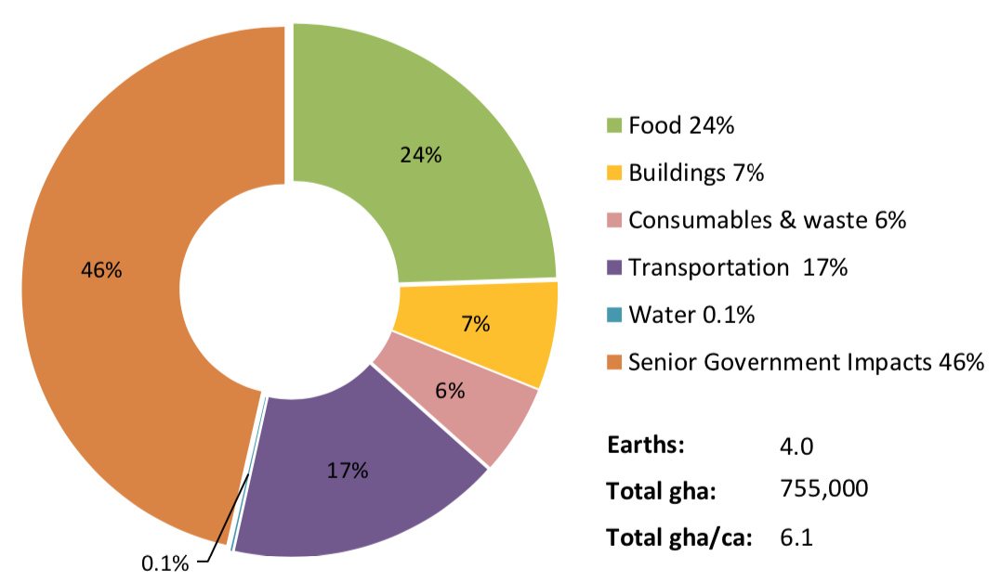 24%
7%
6%
17%
0.1%
46%
Food 24%
Buildings 7%
Consumables & waste 6%
Transportation 17%
Water 0.1%
Senior Government Impacts 46%
Earths: 4.0
Total gha: 755,000
Total gha/ca: 6.1